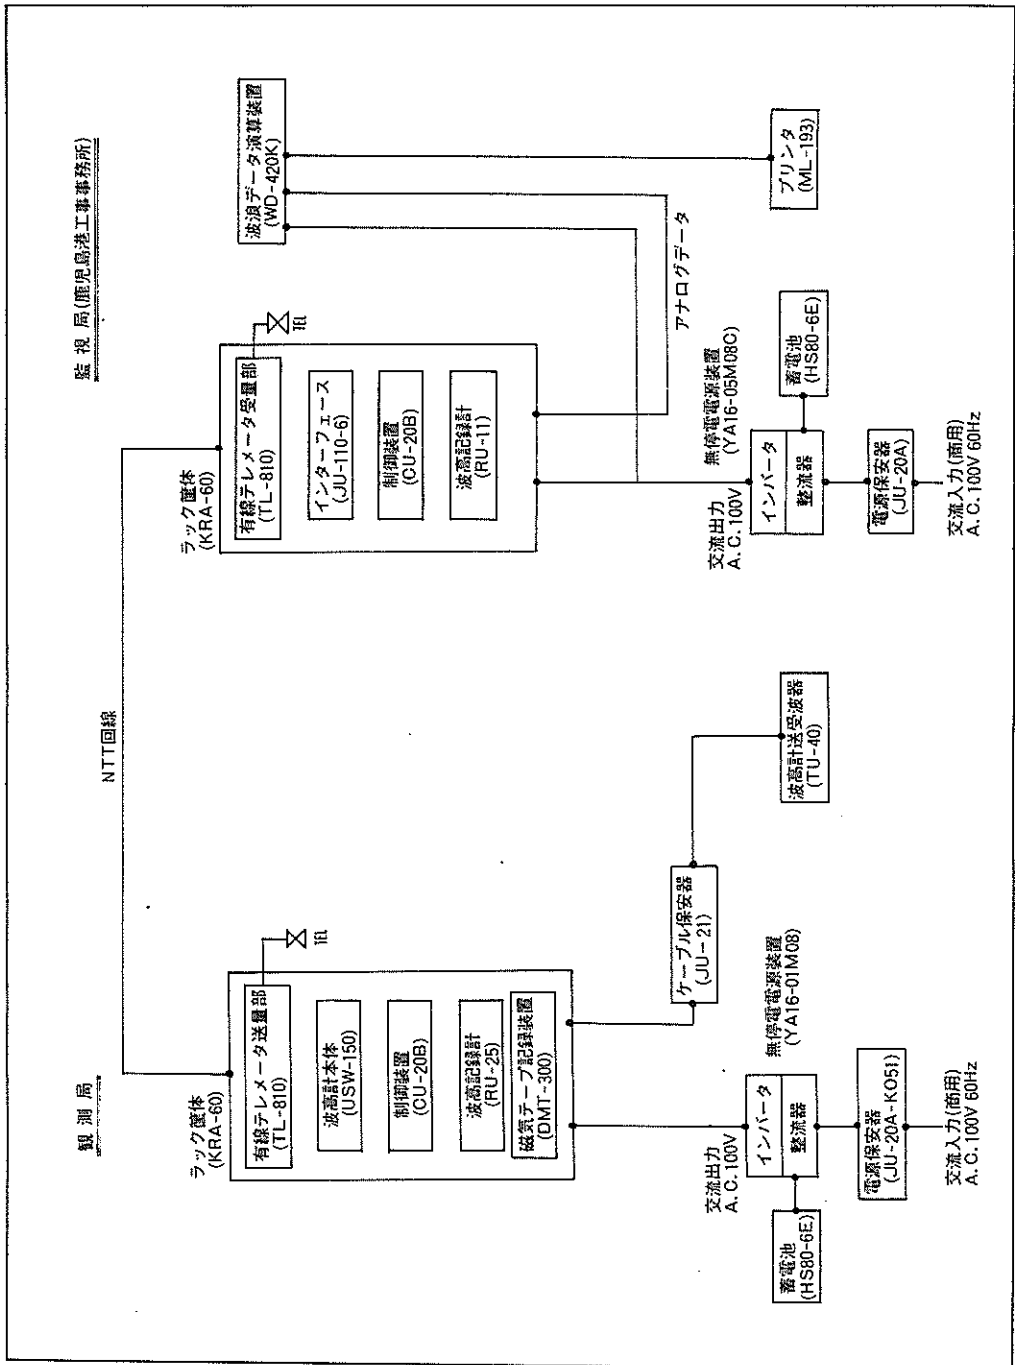 観測局
監視局(鹿児島港工事事務所)
NTT回線
ラック筐体
(KRA-60)
有線テレメータ送量部
(TL-810)
TEL
波高計本体
(USW-150)
制御装置
(CU-20B)
波高記録計
(RU-25)
磁気テープ記録装置
(DMT-300)
ケーブル保安器
(JU-21)
波高計送受波器
(TU-40)
交流出力
A.C.100V
無停電電源装置
(YA16-01M08)
インバータ
整流器
蓄電池
(HS80-6E)
電源保安器
(JU-20A-KO51)
交流入力(商用)
A.C.100V 60Hz
ラック筐体
(KRA-60)
有線テレメータ受量部
(TL-810)
TEL
インターフェース
(JU-110-6)
制御装置
(CU-20B)
波高記録計
(RU-11)
波浪データ演算装置
(WD-420K)
アナログデータ
プリンタ
(ML-193)
交流出力
A.C.100V
無停電電源装置
(YA16-05M08C)
インバータ
整流器
蓄電池
(HS80-6E)
電源保安器
(JU-20A)
交流入力(商用)
A.C.100V 60Hz